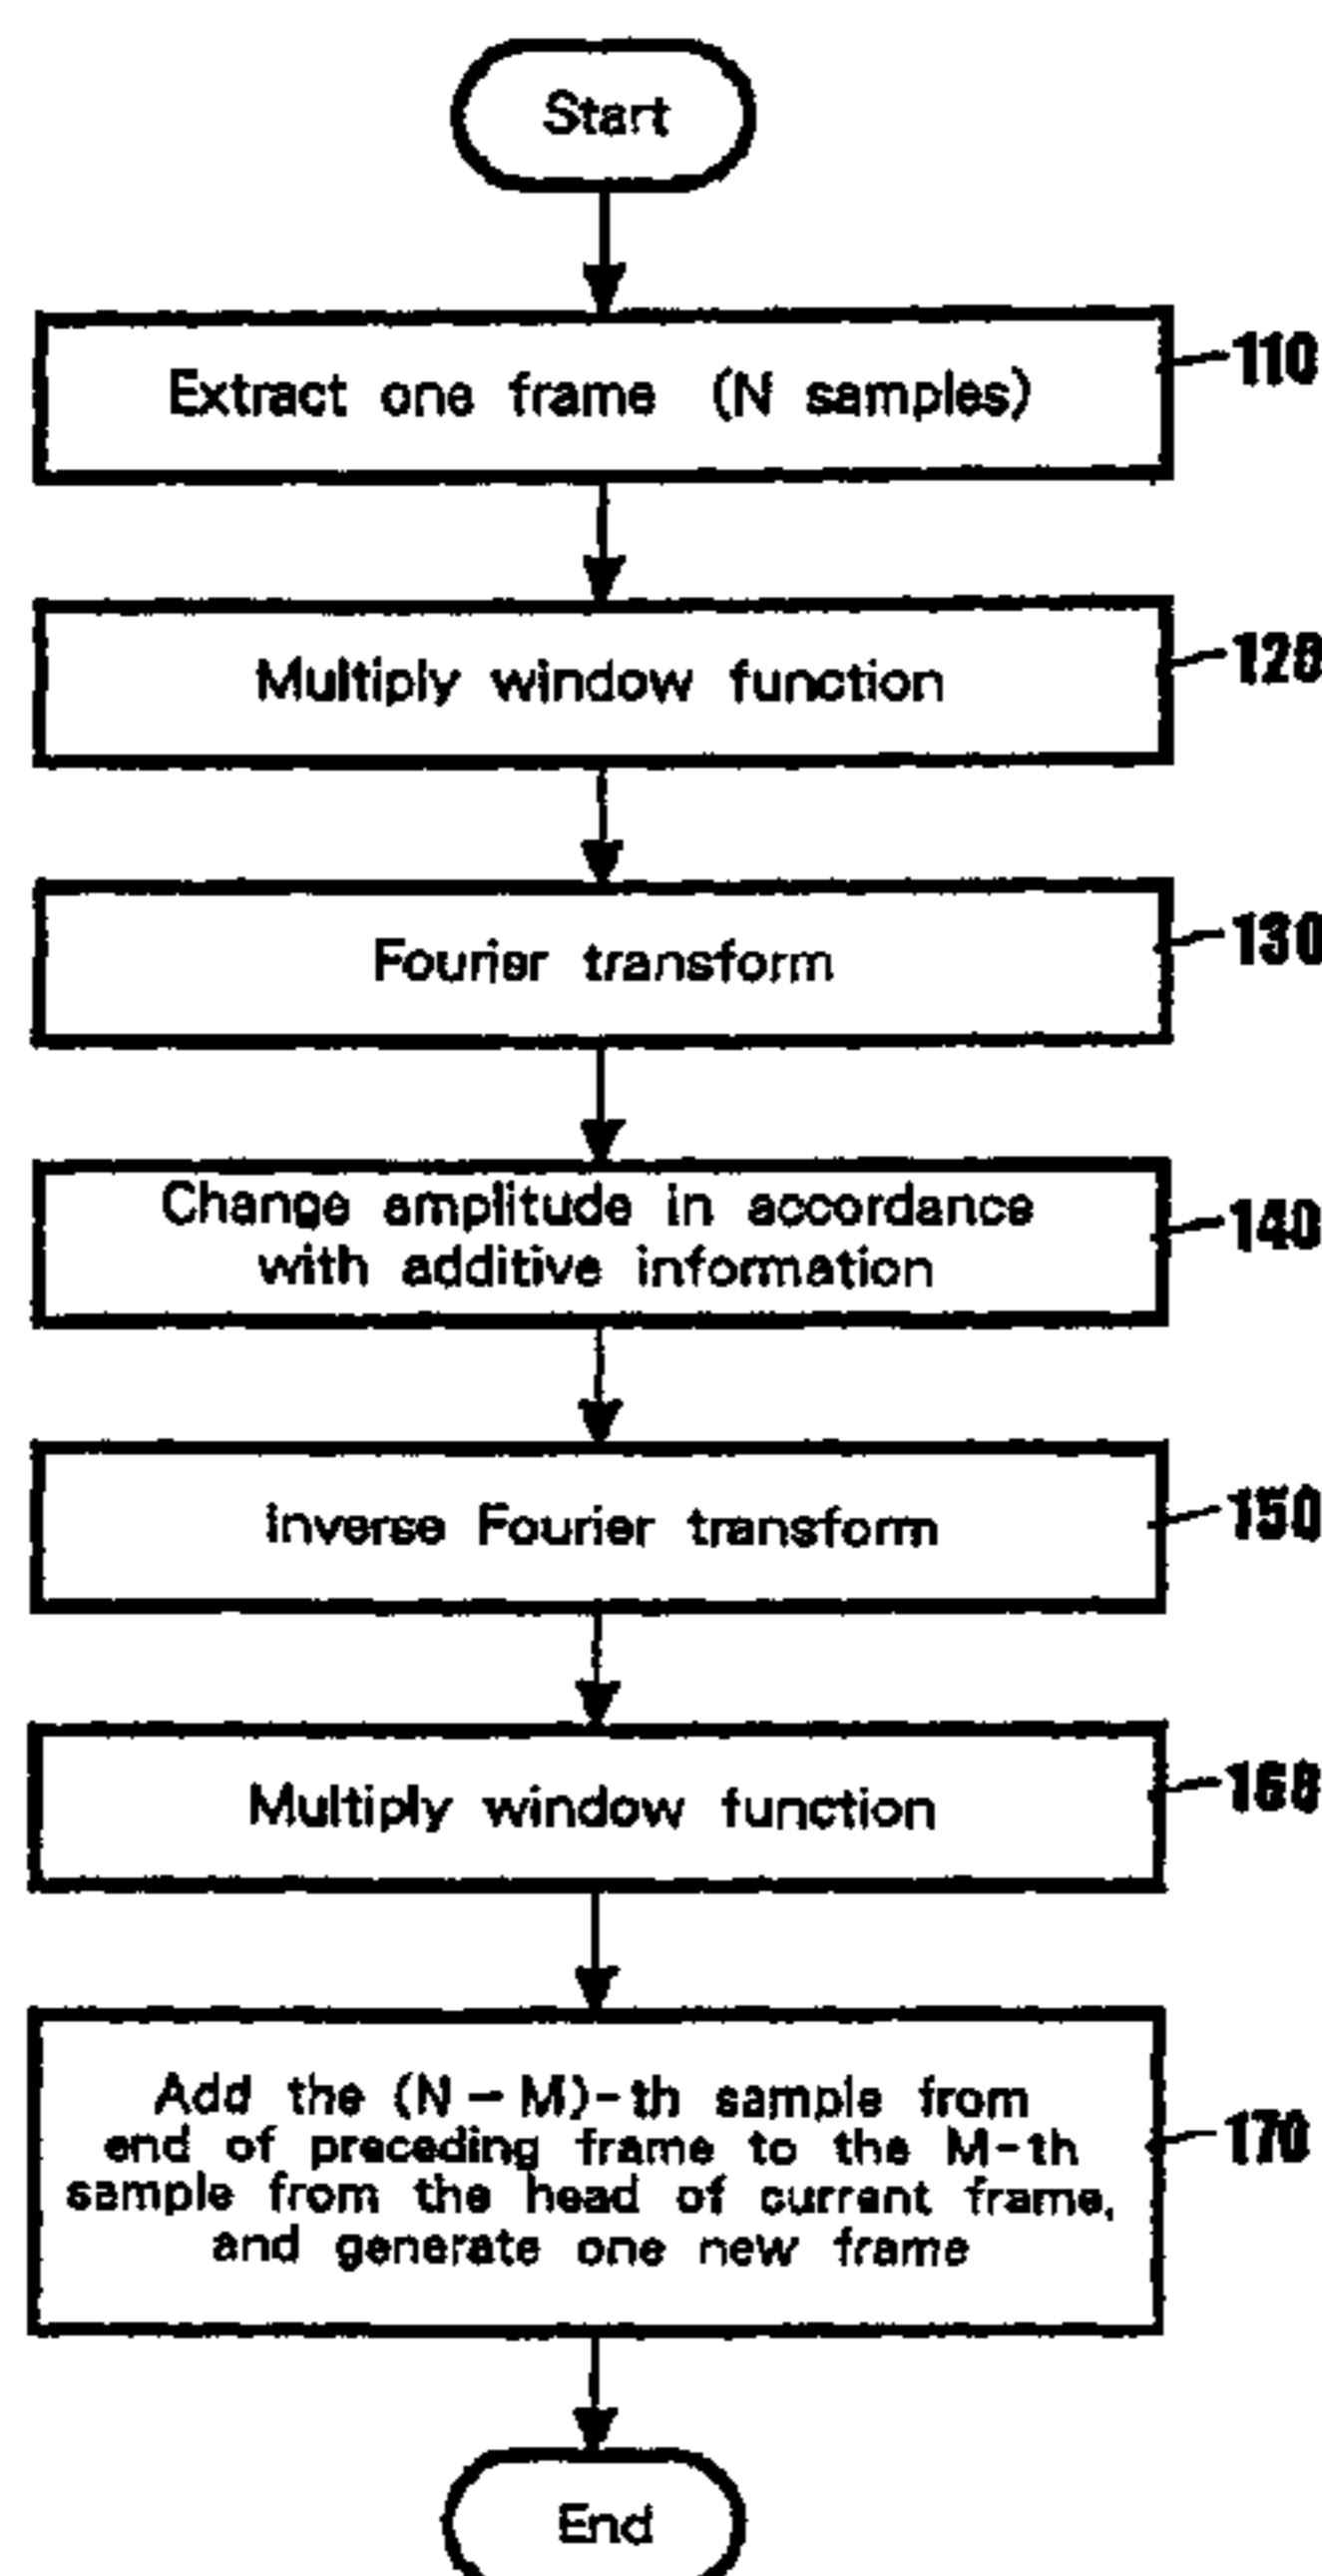 Start
Extract one frame (N samples)
110
Multiply window function
120
Fourier transform
130
Change amplitude in accordance
with additive information
140
Inverse Fourier transform
150
Multiply window function
160
Add the (N-M)-th sample from
end of preceding frame to the M-th
sample from the head of current frame,
and generate one new frame
170
End